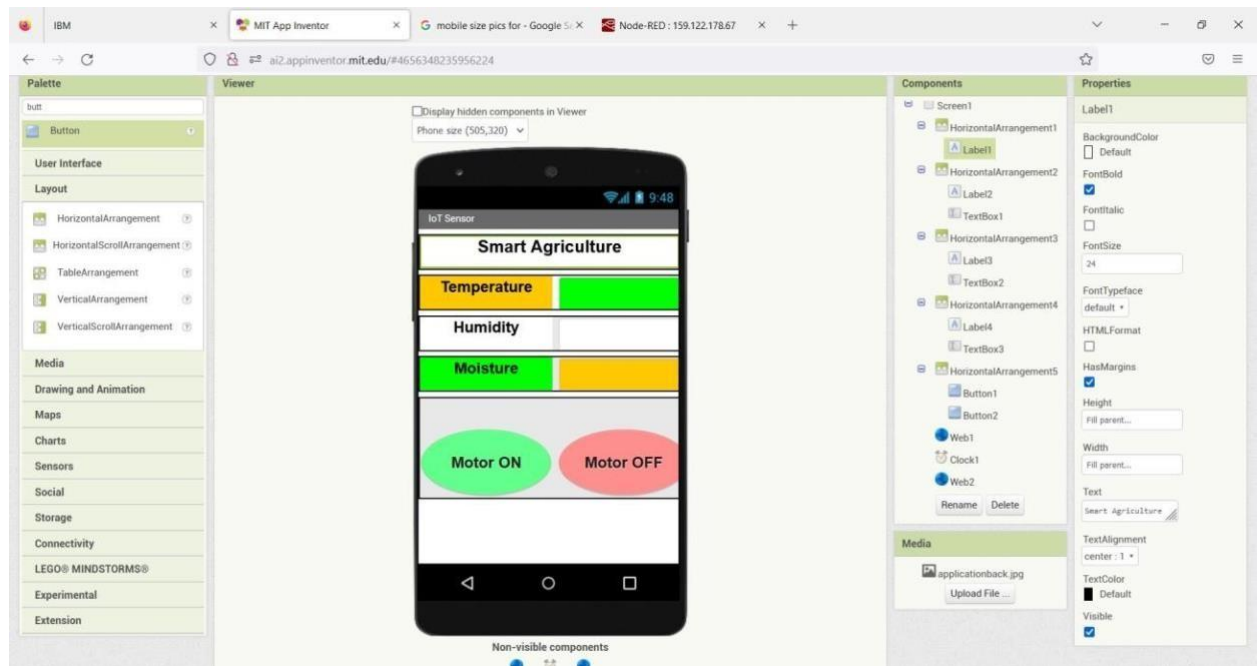 IBM
MIT App Inventor
mobile size pics for - Google Se
Node-RED : 159.122.178.67
ai2.appinventor.mit.edu/#4656348235956224
Palette
butt
Button
User Interface
Layout
HorizontalArrangement
HorizontalScrollArrangement
TableArrangement
VerticalArrangement
VerticalScrollArrangement
Media
Drawing and Animation
Maps
Charts
Sensors
Social
Storage
Connectivity
LEGO® MINDSTORMS®
Experimental
Extension
Viewer
Display hidden components in Viewer
Phone size (505,320)
9:48
IoT Sensor
Smart Agriculture
Temperature
Humidity
Moisture
Motor ON Motor OFF
Non-visible components
Components
Screen1
HorizontalArrangement1
Label1
HorizontalArrangement2
Label2
TextBox1
HorizontalArrangement3
Label3
TextBox2
HorizontalArrangement4
Label4
TextBox3
HorizontalArrangement5
Button1
Button2
Web1
Clock1
Web2
Rename Delete
Media
applicationback.jpg
Upload File ...
Properties
Label1
BackgroundColor
Default
FontBold
FontItalic
FontSize
24
FontTypeface
default
HTMLFormat
HasMargins
Height
Fill parent...
Width
Fill parent...
Text
Smart Agriculture
TextAlignment
center : 1
TextColor
Default
Visible